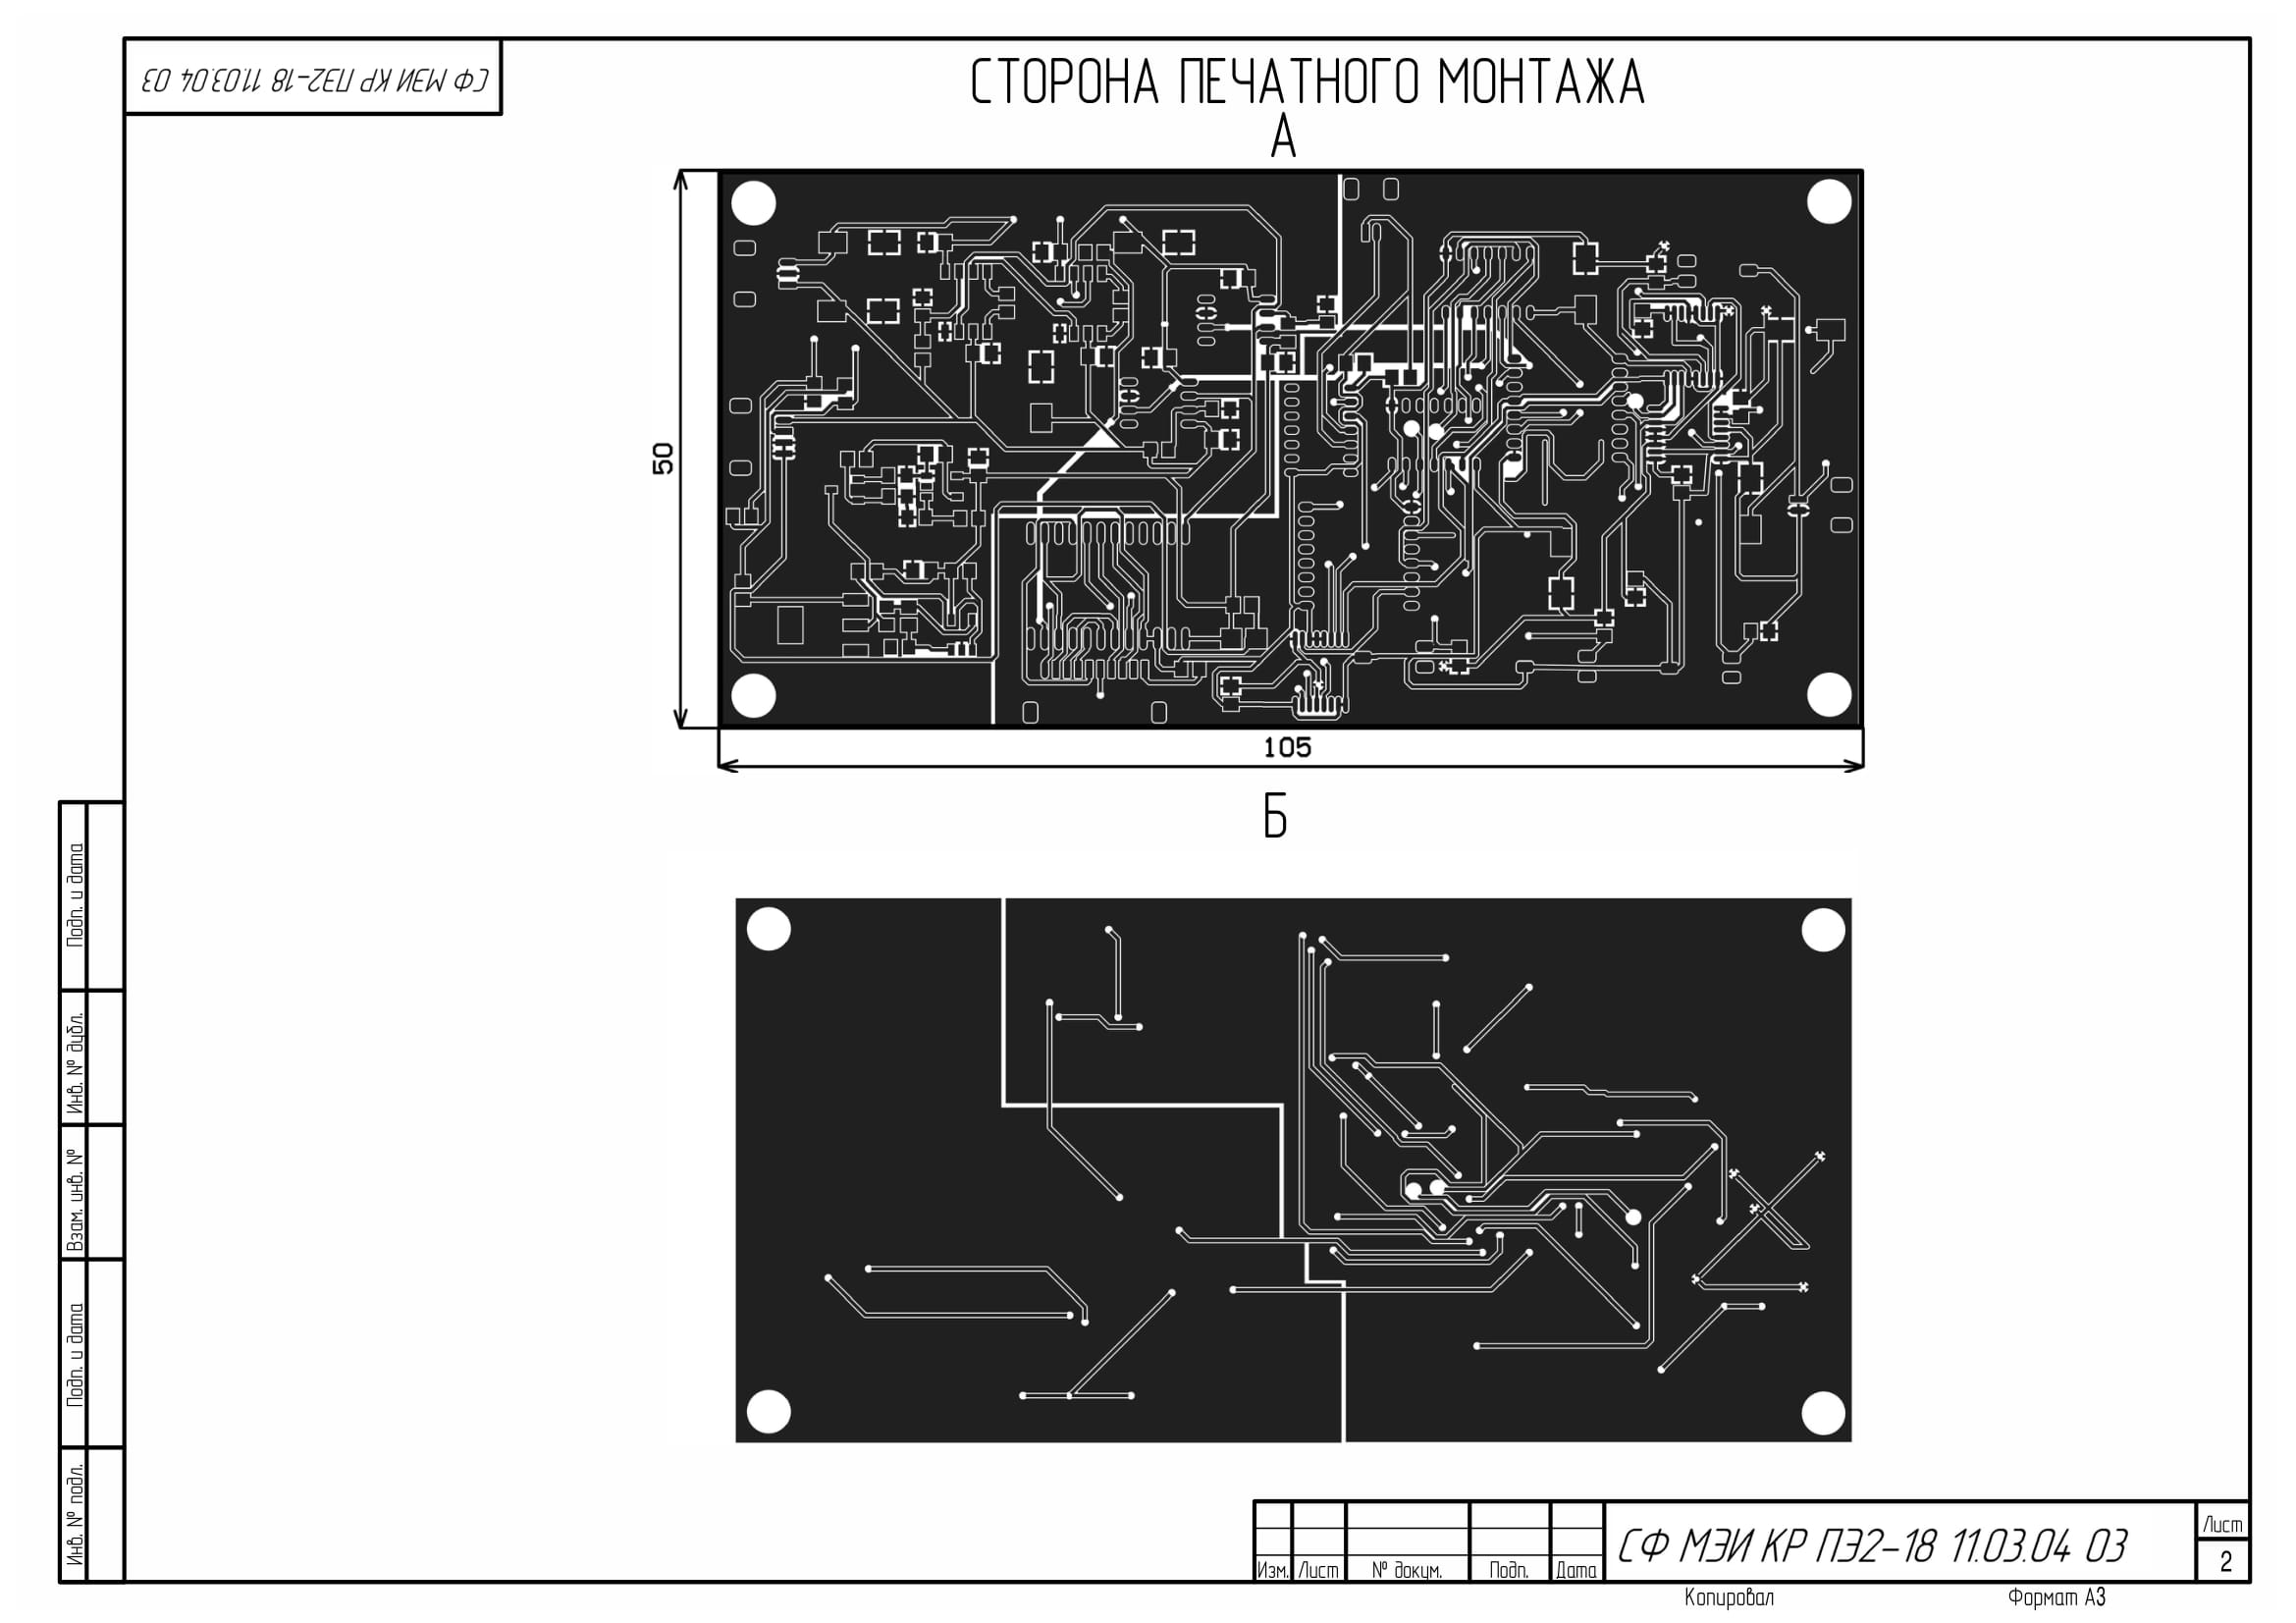 СФ МЭИ КР ПЭ2-18 11.03.04 03
СТОРОНА ПЕЧАТНОГО МОНТАЖА
А
50
105
Б
Подп. и дата
Инв. № дубл.
Взам. инв. №
Подп. и дата
Инв. № подл.
Изм. Лист № докум. Подп. Дата
СФ МЭИ КР ПЭ2-18 11.03.04 03
Лист
2
Копировал Формат А3